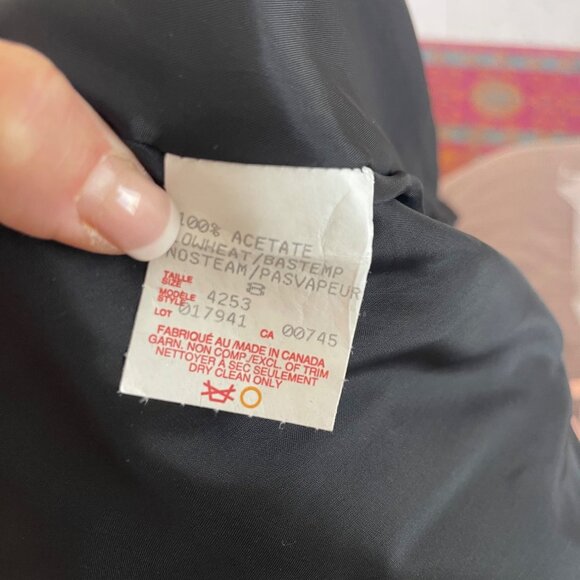 100% ACETATE
LOWHEAT/BASTEMP
NOSTEAM/PASVAPEUR
TAILLE
SIZE 8
MODÈLE
STYLE 4253
LOT 017941 CA 00745
FABRIQUÉ AU/MADE IN CANADA
GARN. NON COMP./EXCL. OF TRIM
NETTOYER À SEC SEULEMENT
DRY CLEAN ONLY